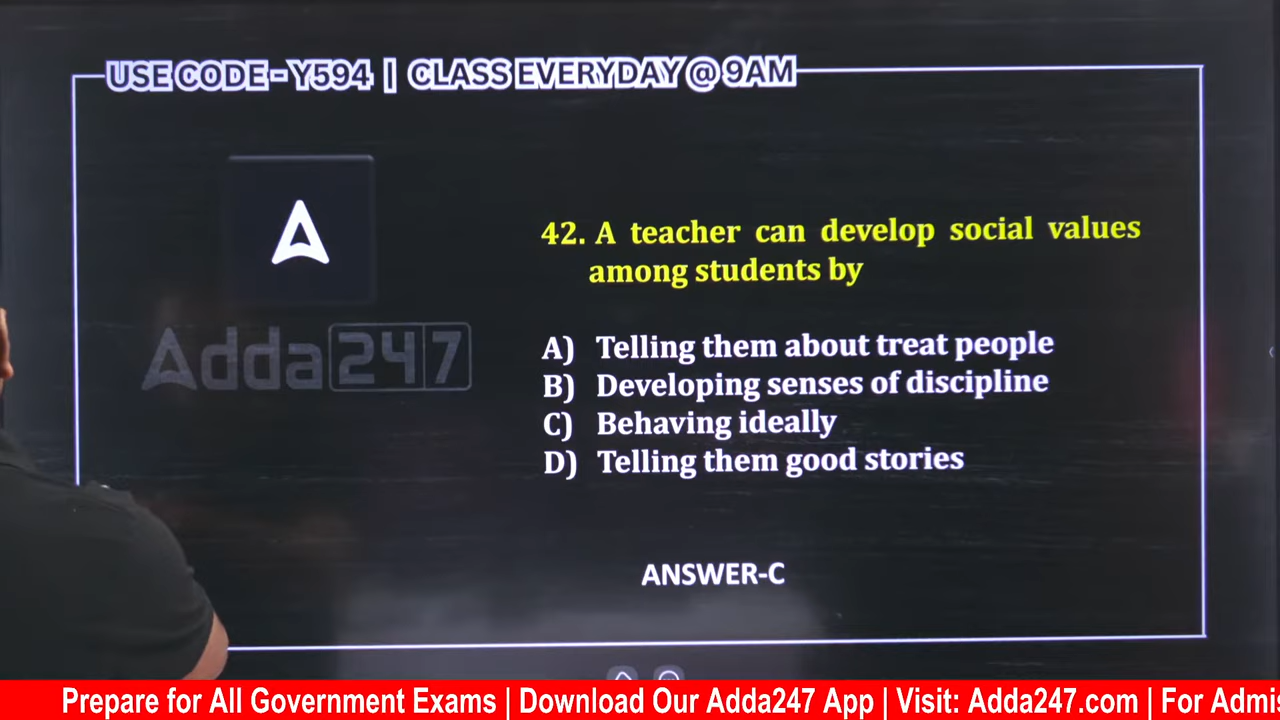 USE CODE - Y594 | CLASS EVERYDAY @ 9AM
Adda247
42. A teacher can develop social values
among students by
A) Telling them about treat people
B) Developing senses of discipline
C) Behaving ideally
D) Telling them good stories
ANSWER-C
Prepare for All Government Exams | Download Our Adda247 App | Visit: Adda247.com | For Admis